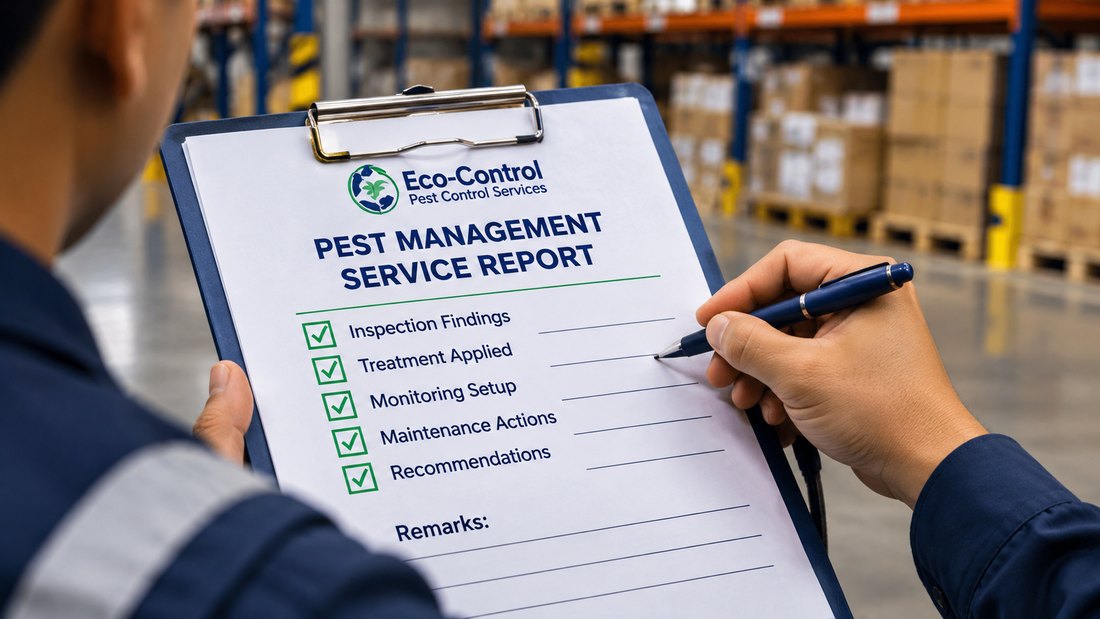 Eco-Control
Pest Control Services
PEST MANAGEMENT
SERVICE REPORT
Inspection Findings
Treatment Applied
Monitoring Setup
Maintenance Actions
Recommendations
Remarks: